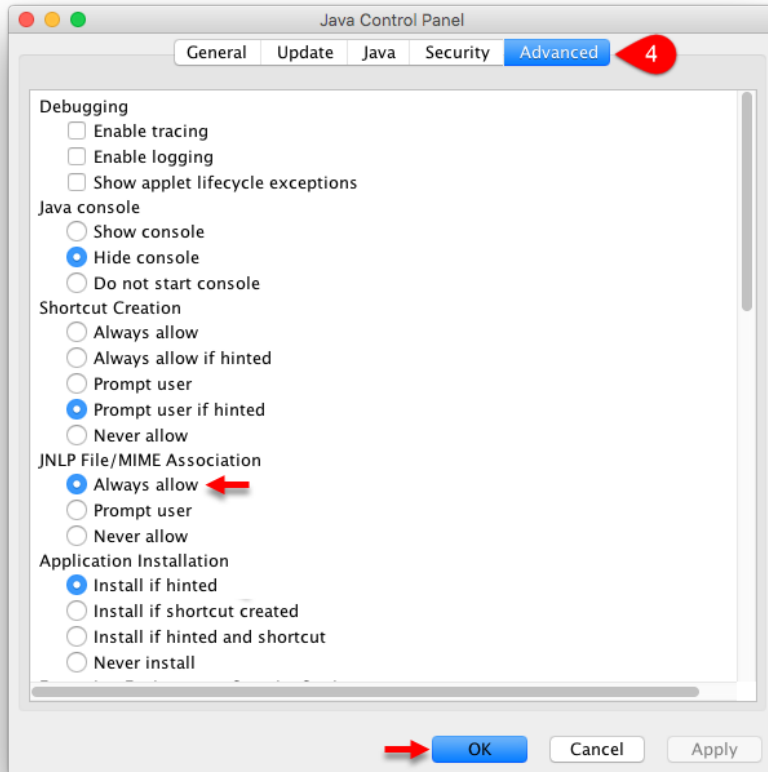 Java Control Panel
General Update Java Security Advanced 4
Debugging
Enable tracing
Enable logging
Show applet lifecycle exceptions
Java console
Show console
Hide console
Do not start console
Shortcut Creation
Always allow
Always allow if hinted
Prompt user
Prompt user if hinted
Never allow
JNLP File/MIME Association
Always allow
Prompt user
Never allow
Application Installation
Install if hinted
Install if shortcut created
Install if hinted and shortcut
Never install
OK Cancel Apply